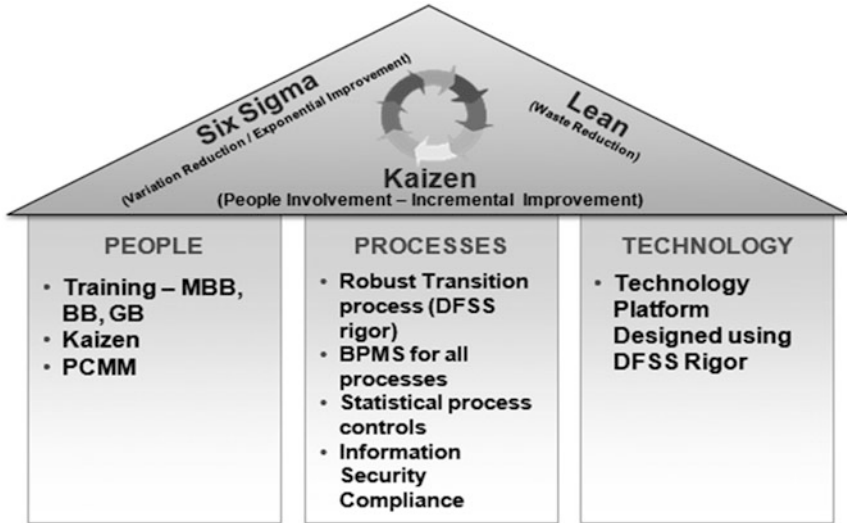 Six Sigma
(Variation Reduction / Exponential Improvement)
Lean
(Waste Reduction)
Kaizen
(People Involvement – Incremental Improvement)
PEOPLE
• Training – MBB,
BB, GB
• Kaizen
• PCMM
PROCESSES
• Robust Transition
process (DFSS
rigor)
• BPMS for all
processes
• Statistical process
controls
• Information
Security
Compliance
TECHNOLOGY
• Technology
Platform
Designed using
DFSS Rigor